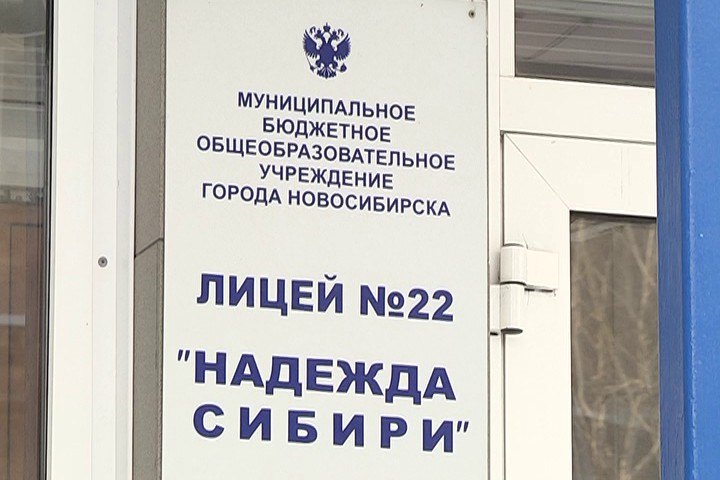 МУНИЦИПАЛЬНОЕ
БЮДЖЕТНОЕ
ОБЩЕОБРАЗОВАТЕЛЬНОЕ
УЧРЕЖДЕНИЕ
ГОРОДА НОВОСИБИРСКА
ЛИЦЕЙ №22
"НАДЕЖДА
СИБИРИ"